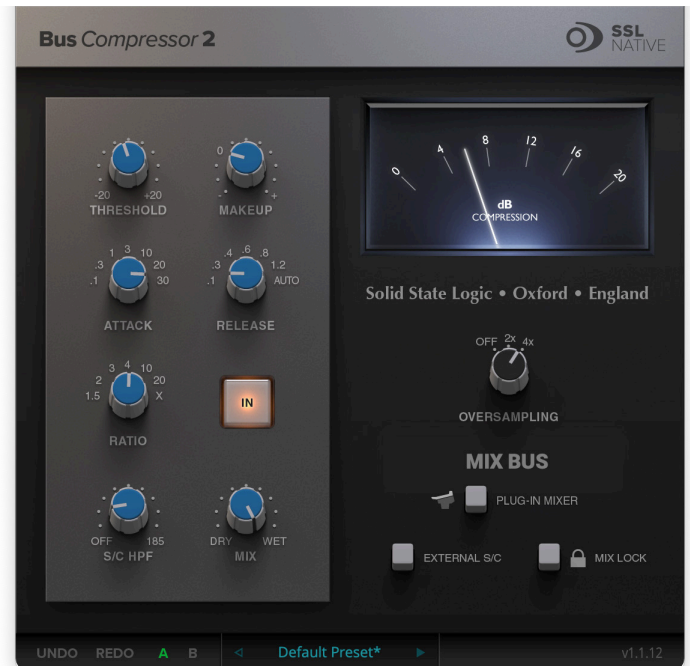 Bus Compressor 2
SSL
NATIVE
0
-20 +20
THRESHOLD
- +
MAKEUP
.1 .3 1 3 10 20 30
ATTACK
.1 .3 .4 .6 .8 1.2 AUTO
RELEASE
1.5 2 3 4 10 20 X
RATIO
IN
OFF 185
S/C HPF
DRY WET
MIX
0 4 8 12 16 20
dB
COMPRESSION
Solid State Logic • Oxford • England
OFF 2x 4x
OVERSAMPLING
MIX BUS
PLUG-IN MIXER
EXTERNAL S/C
MIX LOCK
UNDO REDO A B Default Preset* v1.1.12